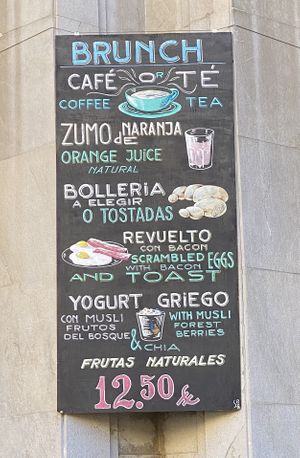 BRUNCH
CAFÉ OR TÉ
COFFEE TEA
ZUMO de NARANJA
ORANGE JUICE
NATURAL
BOLLERIA
A ELEGIR
O TOSTADAS
REVUELTO
CON BACON
SCRAMBLED EGGS
WITH BACON
AND TOAST
YOGURT GRIEGO
CON MUSLI WITH MUSLI
FRUTOS FOREST
DEL BOSQUE BERRIES
& CHIA
FRUTAS NATURALES
12.50 €